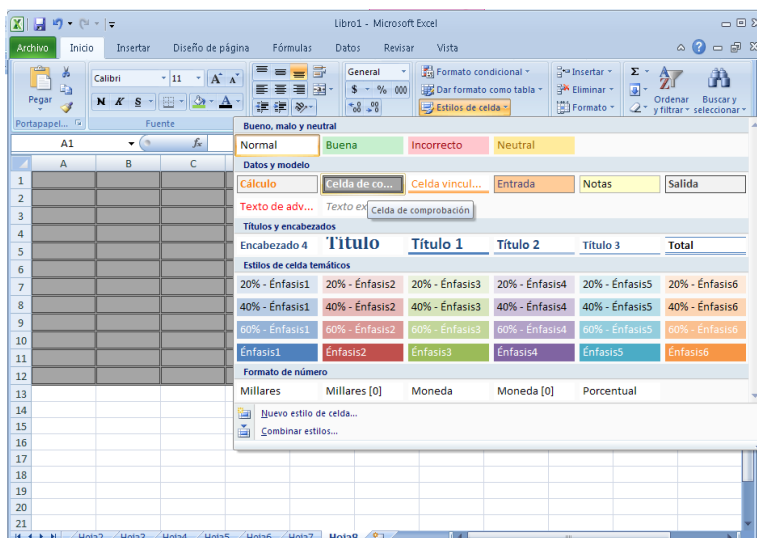 Libro1 - Microsoft Excel
Archivo Inicio Insertar Diseño de página Fórmulas Datos Revisar Vista
Calibri 11 A A General Formato condicional Insertar Σ
Pegar N K S A $ % 000 Dar formato como tabla Eliminar Ordenar y filtrar Buscar y seleccionar
Estilos de celda Formato
Portapapel... Fuente
A1 fx
Bueno, malo y neutral
Normal Buena Incorrecto Neutral
Datos y modelo
Cálculo Celda de co... Celda vincul... Entrada Notas Salida
Texto de adv... Texto ex
Celda de comprobación
Títulos y encabezados
Encabezado 4 Título Título 1 Título 2 Título 3 Total
Estilos de celda temáticos
20% - Énfasis1 20% - Énfasis2 20% - Énfasis3 20% - Énfasis4 20% - Énfasis5 20% - Énfasis6
40% - Énfasis1 40% - Énfasis2 40% - Énfasis3 40% - Énfasis4 40% - Énfasis5 40% - Énfasis6
60% - Énfasis1 60% - Énfasis2 60% - Énfasis3 60% - Énfasis4 60% - Énfasis5 60% - Énfasis6
Énfasis1 Énfasis2 Énfasis3 Énfasis4 Énfasis5 Énfasis6
Formato de número
Millares Millares [0] Moneda Moneda [0] Porcentual
Nuevo estilo de celda...
Combinar estilos...
A B C
1
2
3
4
5
6
7
8
9
10
11
12
13
14
15
16
17
18
19
20
21
Hoja2 Hoja3 Hoja4 Hoja5 Hoja6 Hoja7 Hoja8